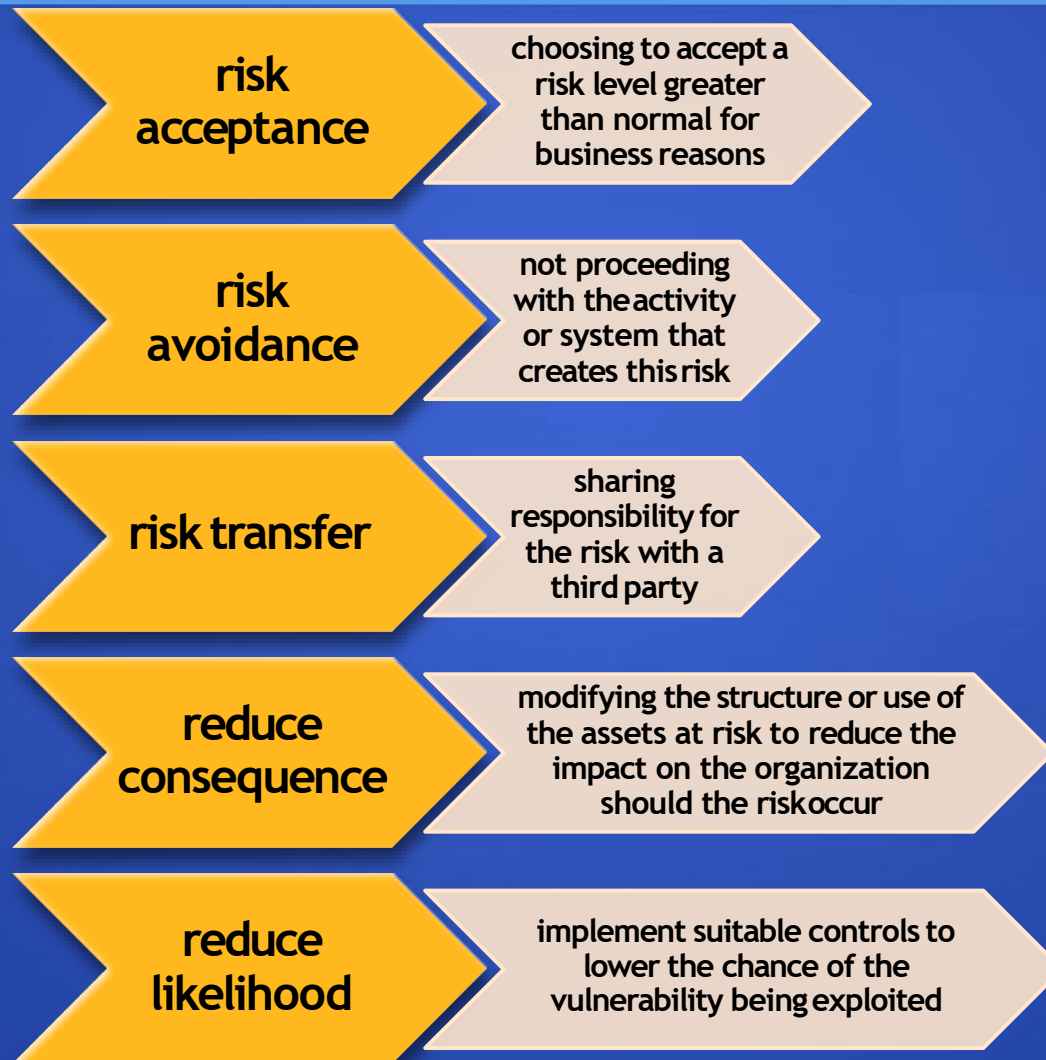 risk
acceptance
choosing to accept a
risk level greater
than normal for
business reasons
risk
avoidance
not proceeding
with the activity
or system that
creates this risk
risk transfer
sharing
responsibility for
the risk with a
third party
reduce
consequence
modifying the structure or use of
the assets at risk to reduce the
impact on the organization
should the risk occur
reduce
likelihood
implement suitable controls to
lower the chance of the
vulnerability being exploited